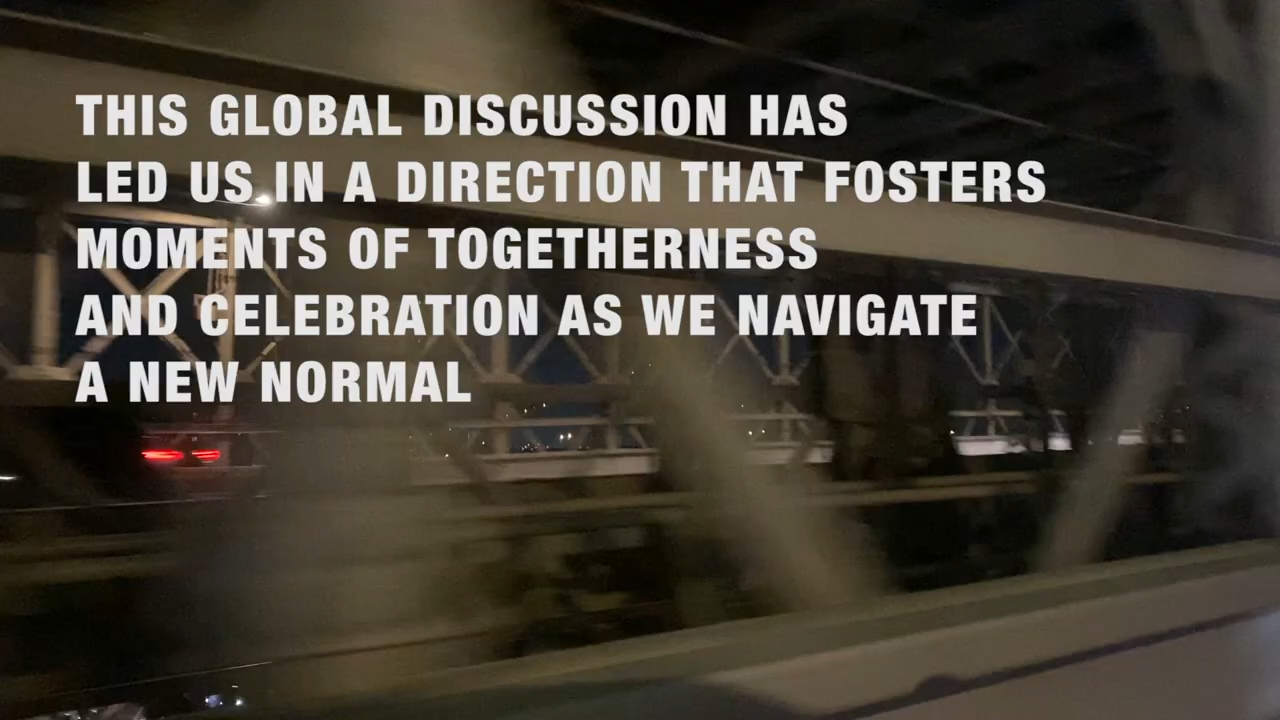 THIS GLOBAL DISCUSSION HAS
LED US IN A DIRECTION THAT FOSTERS
MOMENTS OF TOGETHERNESS
AND CELEBRATION AS WE NAVIGATE
A NEW NORMAL